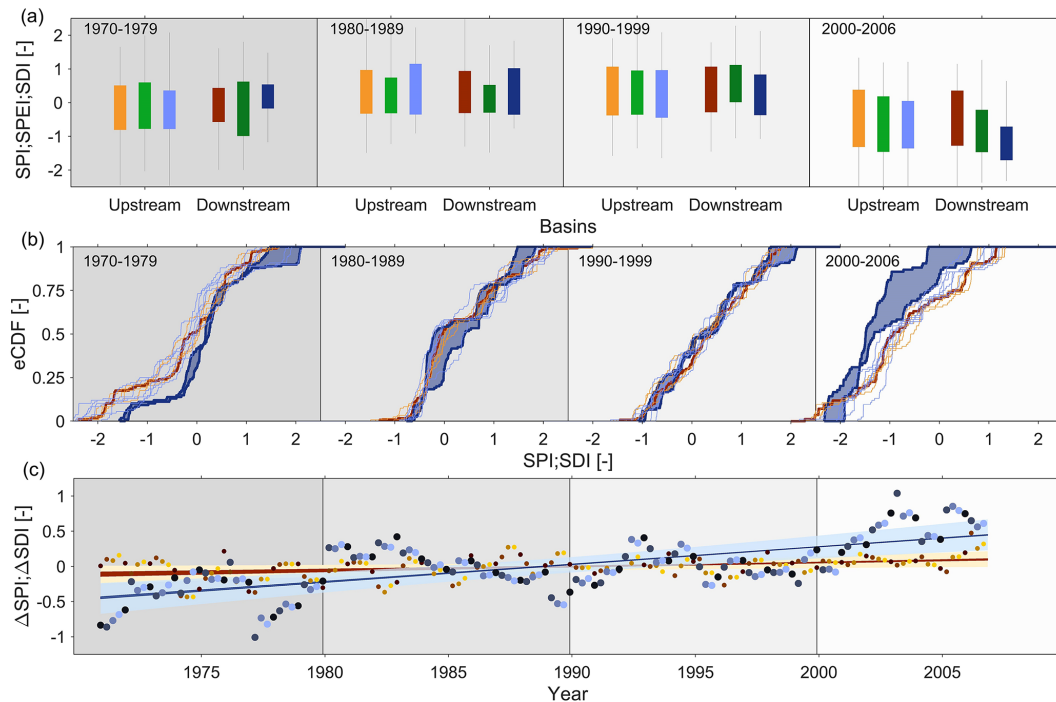 (a)
SPI;SPEI;SDI [-]
2
1
0
-1
-2
1970-1979
1980-1989
1990-1999
2000-2006
Upstream Downstream Upstream Downstream Upstream Downstream Upstream Downstream
Basins
(b)
eCDF [-]
1
0.75
0.5
0.25
0
1970-1979
1980-1989
1990-1999
2000-2006
-2 -1 0 1 2 -2 -1 0 1 2 -2 -1 0 1 2 -2 -1 0 1 2
SPI;SDI [-]
(c)
ΔSPI;ΔSDI [-]
1
0.5
0
-0.5
-1
1975 1980 1985 1990 1995 2000 2005
Year